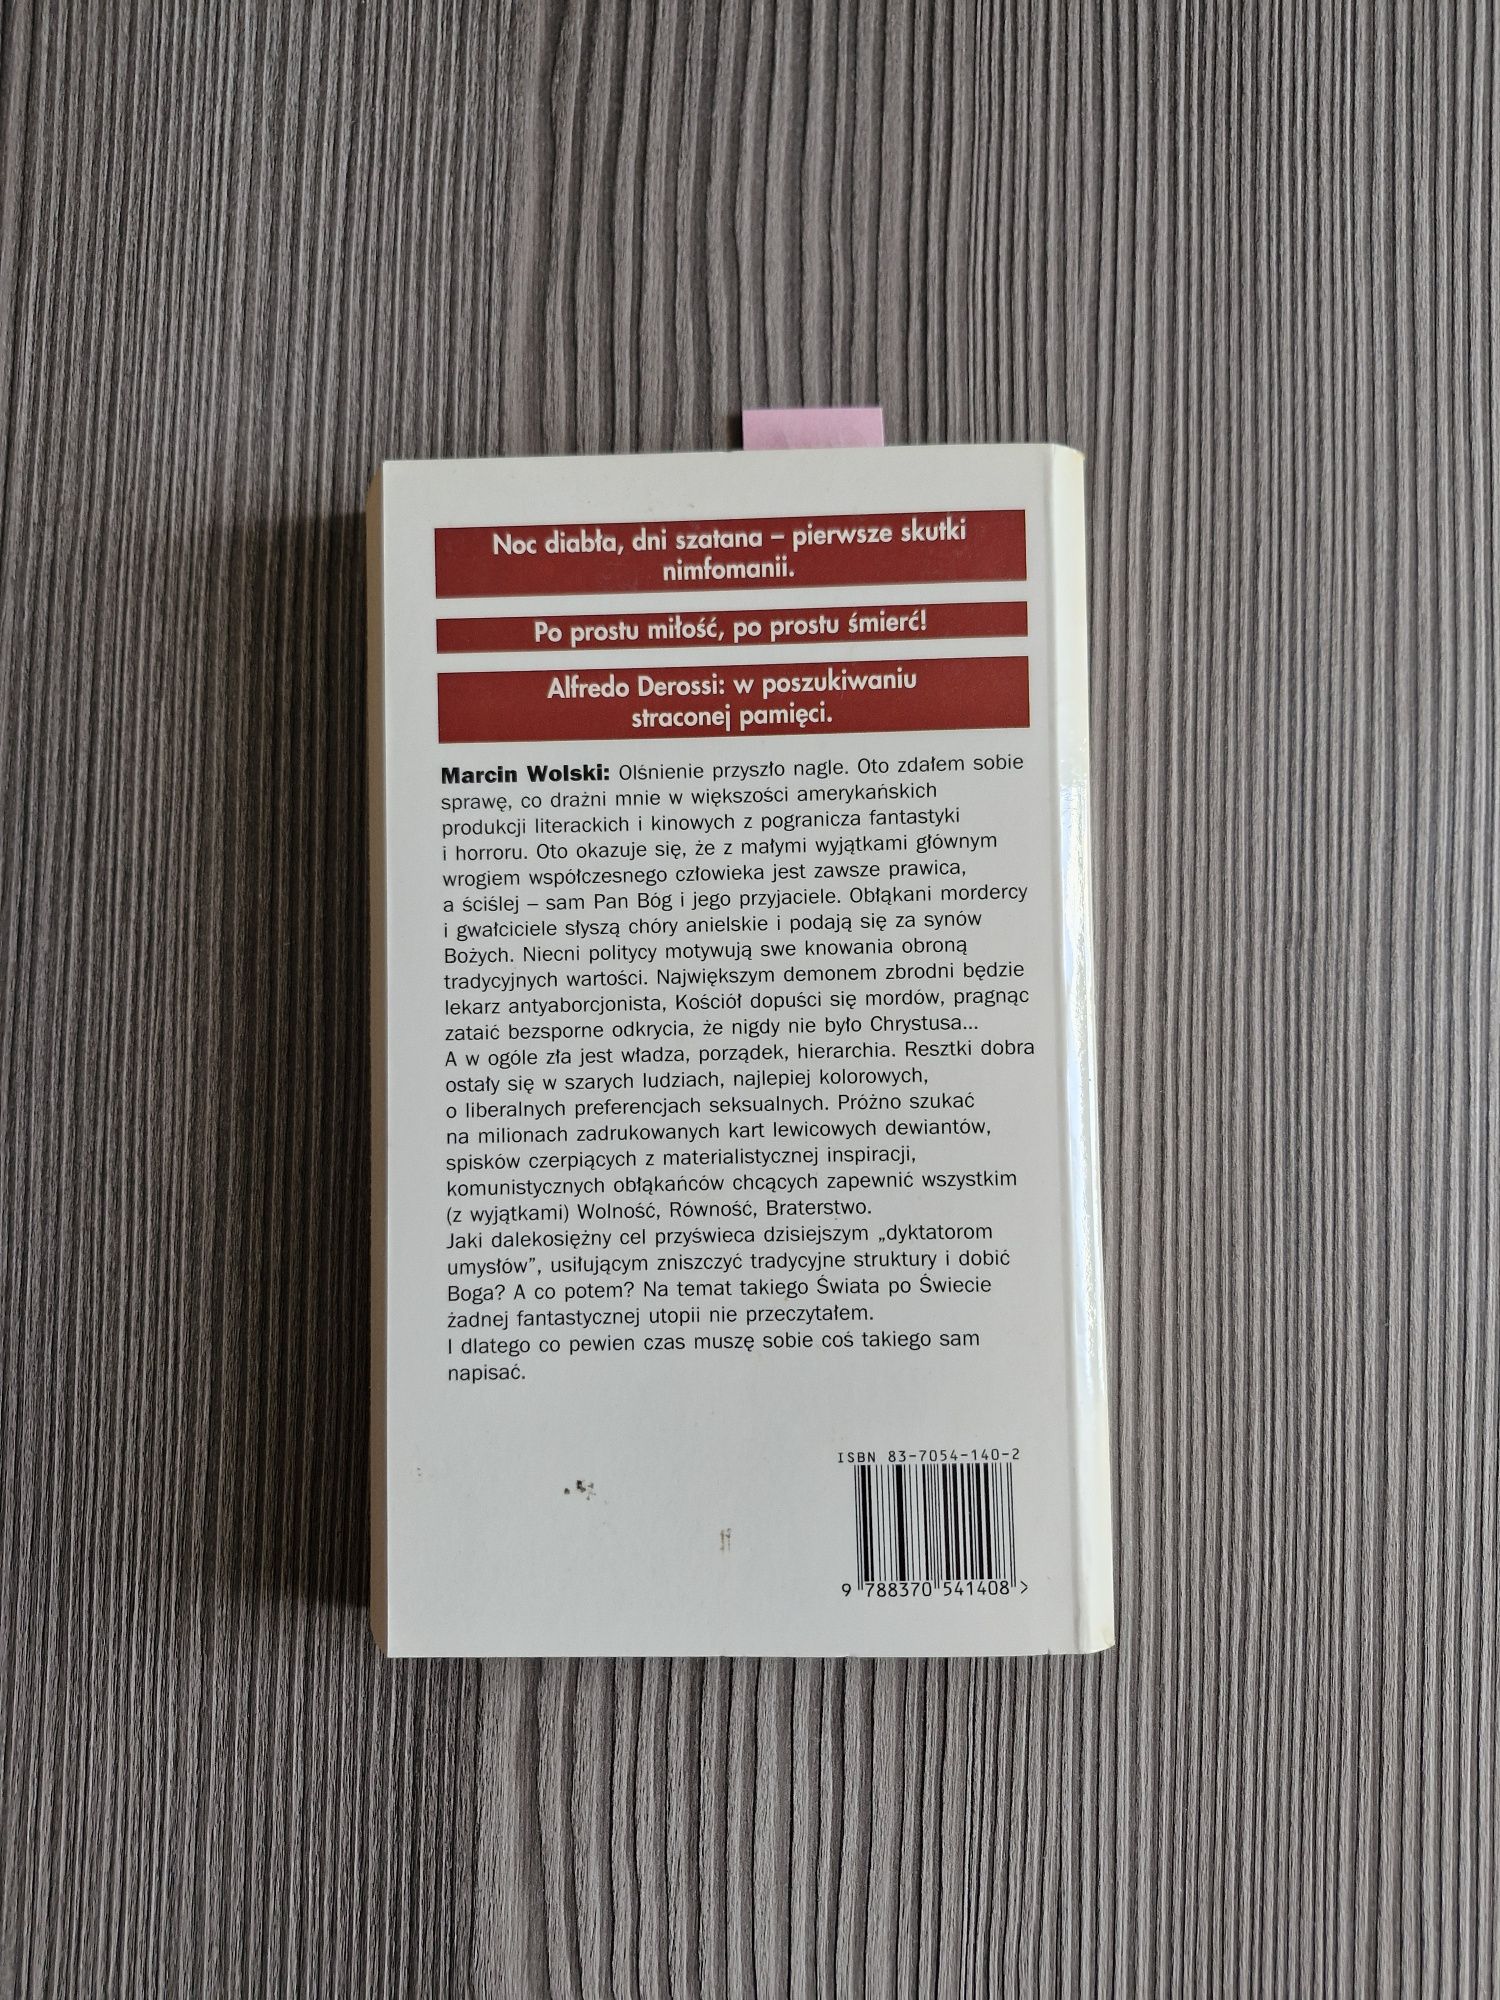 Noc diabła, dni szatana – pierwsze skutki
nimfomanii.
Po prostu miłość, po prostu śmierć!
Alfredo Derossi: w poszukiwaniu
straconej pamięci.
Marcin Wolski: Olśnienie przyszło nagle. Oto zdałem sobie
sprawę, co drażni mnie w większości amerykańskich
produkcji literackich i kinowych z pogranicza fantastyki
i horroru. Oto okazuje się, że z małymi wyjątkami głównym
wrogiem współczesnego człowieka jest zawsze prawica,
a ściślej – sam Pan Bóg i jego przyjaciele. Obłąkani mordercy
i gwałciciele słyszą chóry anielskie i podają się za synów
Bożych. Niecni politycy motywują swe knowania obroną
tradycyjnych wartości. Największym demonem zbrodni będzie
lekarz antyaborcjonista, Kościół dopuści się mordów, pragnąc
zataić bezsporne odkrycia, że nigdy nie było Chrystusa...
A w ogóle zła jest władza, porządek, hierarchia. Resztki dobra
ostały się w szarych ludziach, najlepiej kolorowych,
o liberalnych preferencjach seksualnych. Próżno szukać
na milionach zadrukowanych kart lewicowych dewiantów,
spisków czerpiących z materialistycznej inspiracji,
komunistycznych obłąkańców chcących zapewnić wszystkim
(z wyjątkami) Wolność, Równość, Braterstwo.
Jaki dalekosiężny cel przyświeca dzisiejszym „dyktatorom
umysłów”, usiłującym zniszczyć tradycyjne struktury i dobić
Boga? A co potem? Na temat takiego Świata po Świecie
żadnej fantastycznej utopii nie przeczytałem.
I dlatego co pewien czas muszę sobie coś takiego sam
napisać.
ISBN 83-7054-140-2
9 788370 541408 >